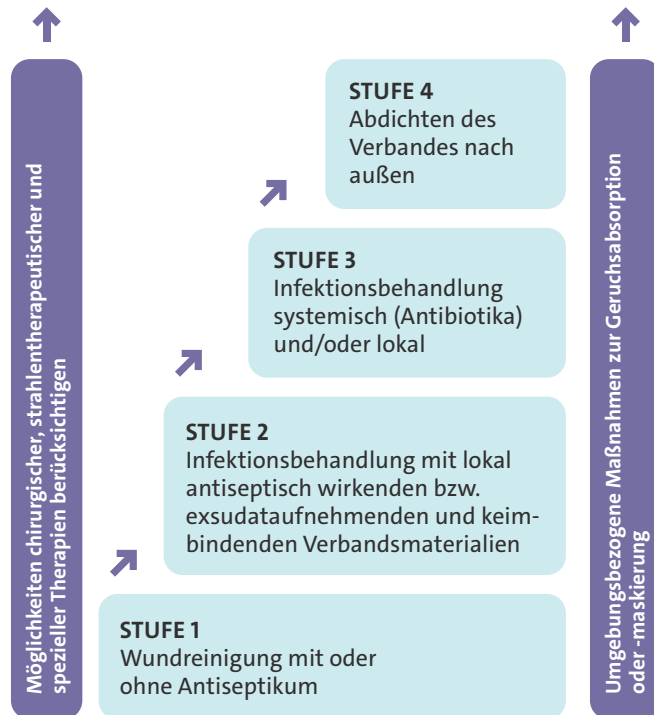 Möglichkeiten chirurgischer, strahlentherapeutischer und
spezieller Therapien berücksichtigen
STUFE 4
Abdichten des
Verbandes nach
außen
STUFE 3
Infektionsbehandlung
systemisch (Antibiotika)
und/oder lokal
STUFE 2
Infektionsbehandlung mit lokal
antiseptisch wirkenden bzw.
exsudataufnehmenden und keim-
bindenden Verbandsmaterialien
STUFE 1
Wundreinigung mit oder
ohne Antiseptikum
Umgebungsbezogene Maßnahmen zur Geruchsabsorption
oder -maskierung